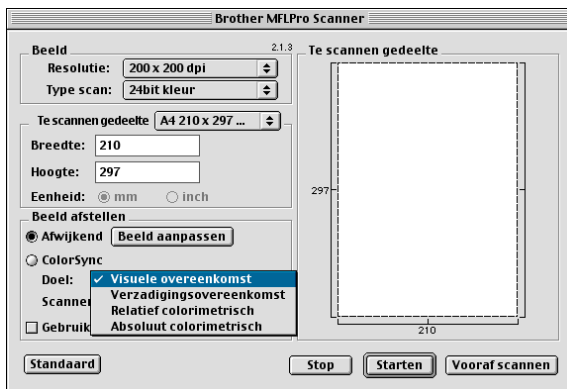 Brother MFLPro Scanner
Beeld 2.1.3
Resolutie: 200 x 200 dpi
Type scan: 24bit kleur
Te scannen gedeelte A4 210 x 297 ...
Breedte: 210
Hoogte: 297
Eenheid: mm inch
Beeld afstellen
Afwijkend Beeld aanpassen
ColorSync
Doel: ✓ Visuele overeenkomst
Verzadigingsovereenkomst
Scanner
Relatief colorimetrisch
Absoluut colorimetrisch
Gebruik
Te scannen gedeelte
297
210
Standaard Stop Starten Vooraf scannen